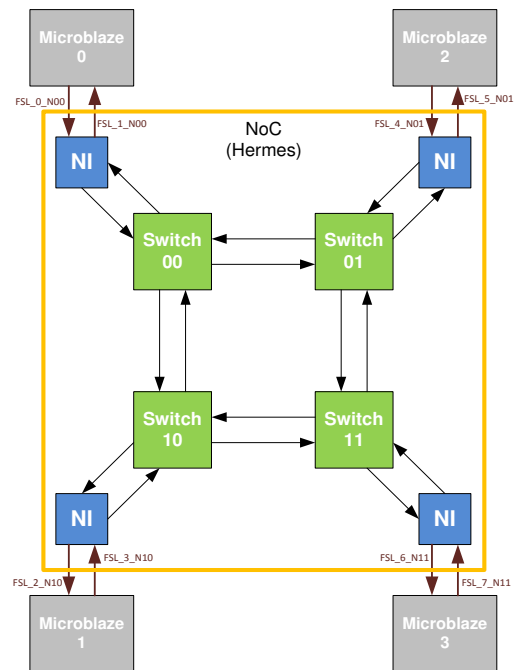 Microblaze
0
Microblaze
2
FSL_0_N00
FSL_1_N00
FSL_4_N01
FSL_5_N01
NoC
(Hermes)
NI
NI
Switch
00
Switch
01
Switch
10
Switch
11
NI
NI
FSL_2_N10
FSL_3_N10
FSL_6_N11
FSL_7_N11
Microblaze
1
Microblaze
3